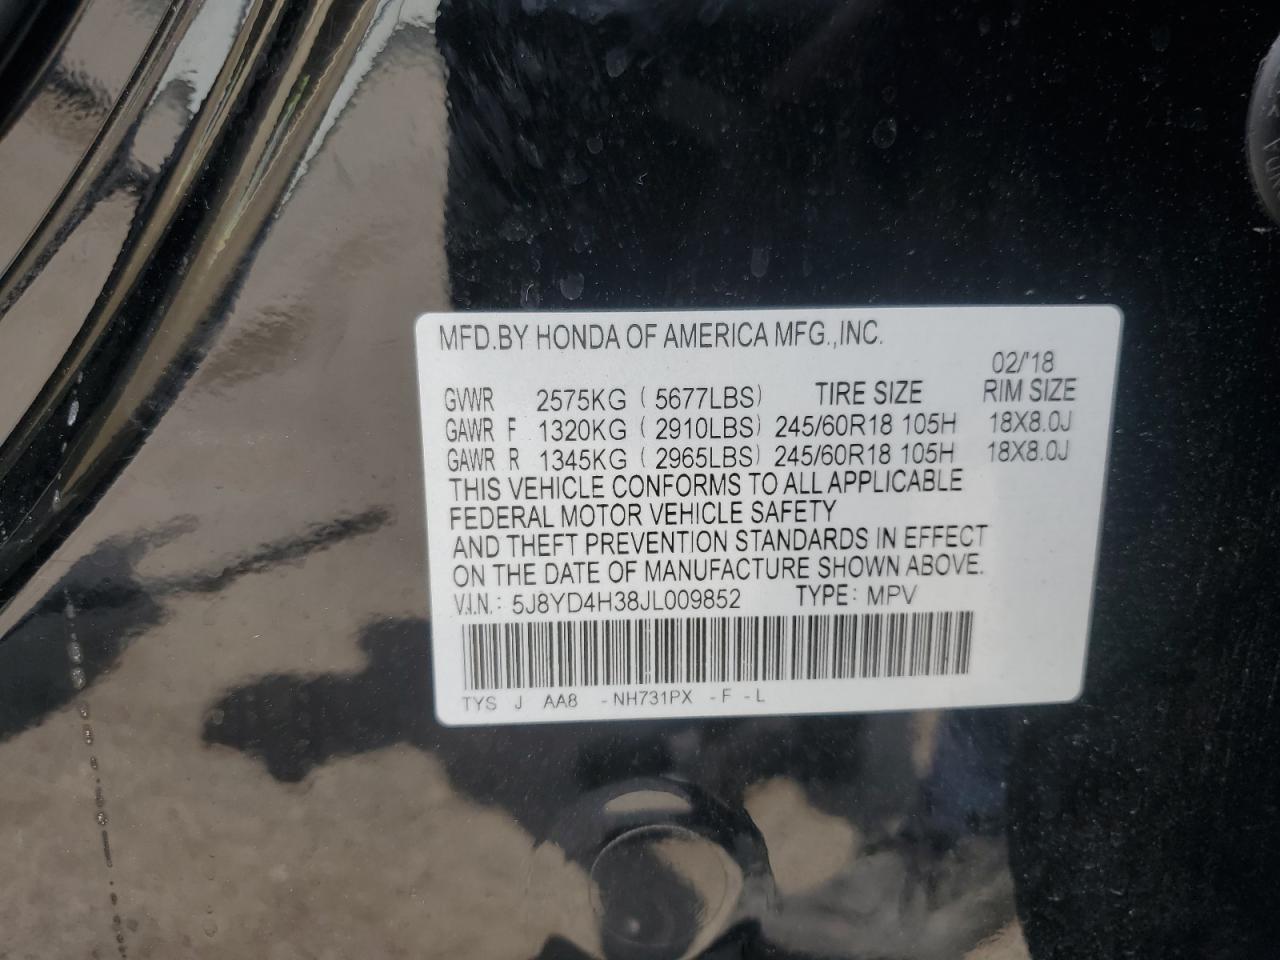 MFD.BY HONDA OF AMERICA MFG.,INC.
02/'18
GVWR 2575KG ( 5677LBS) TIRE SIZE RIM SIZE
GAWR F 1320KG ( 2910LBS) 245/60R18 105H 18X8.0J
GAWR R 1345KG ( 2965LBS) 245/60R18 105H 18X8.0J
THIS VEHICLE CONFORMS TO ALL APPLICABLE
FEDERAL MOTOR VEHICLE SAFETY
AND THEFT PREVENTION STANDARDS IN EFFECT
ON THE DATE OF MANUFACTURE SHOWN ABOVE.
V.I.N.: 5J8YD4H38JL009852 TYPE: MPV
TYS J AA8 -NH731PX -F -L